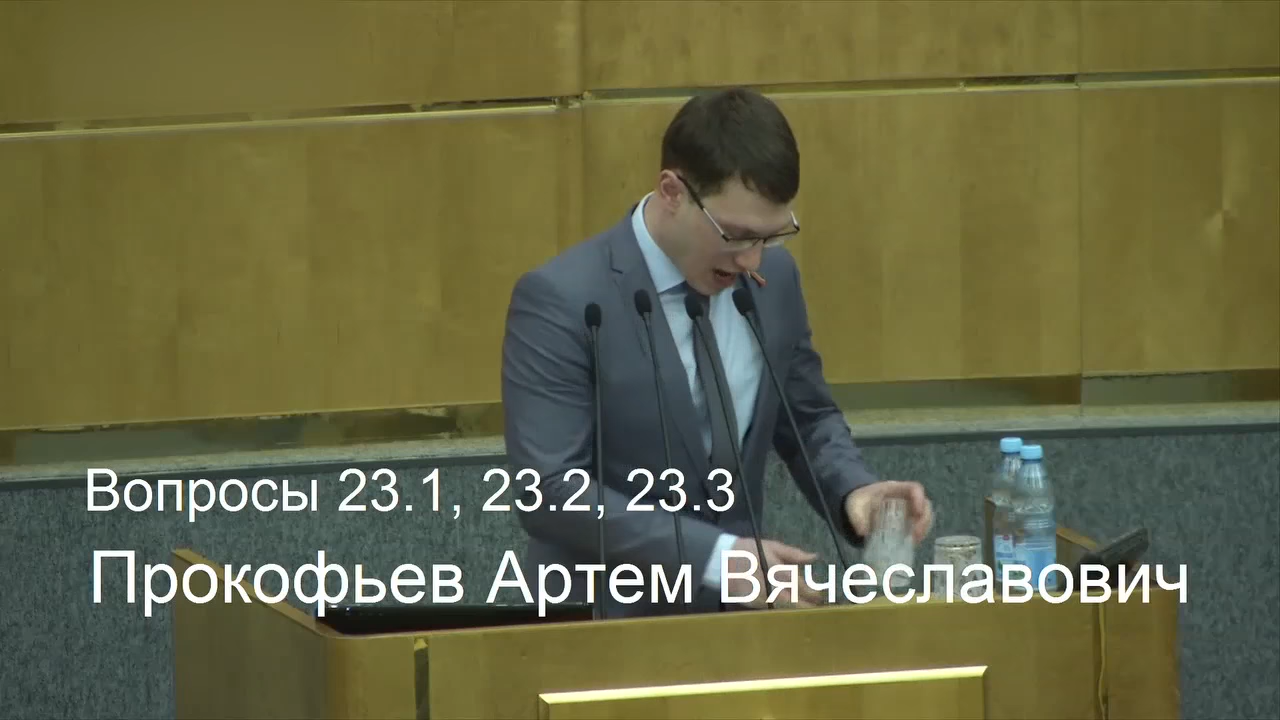 Вопросы 23.1, 23.2, 23.3
Прокофьев Артем Вячеславович